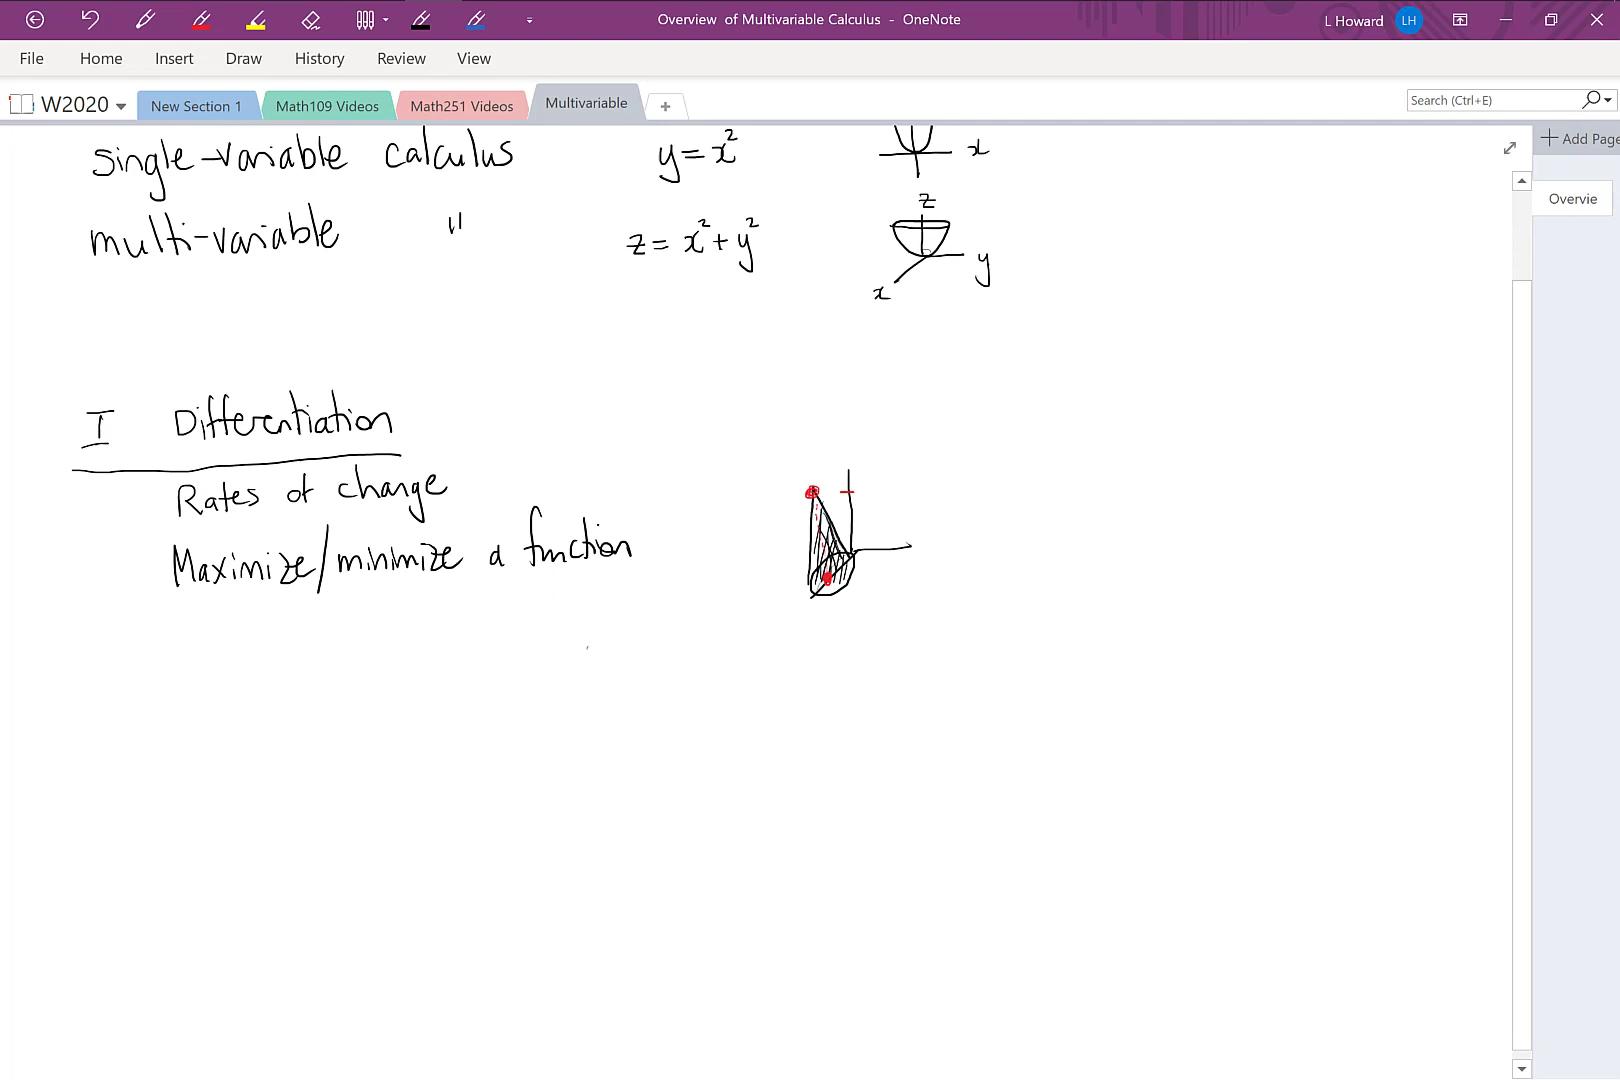 Overview of Multivariable Calculus - OneNote
L Howard LH
File Home Insert Draw History Review View
W2020 New Section 1 Math109 Videos Math251 Videos Multivariable +
Search (Ctrl+E)
Add Page
Overvie
single-variable calculus y = x² x
multi-variable " z = x² + y² z y x
I Differentiation
Rates of change
Maximize/minimize a function